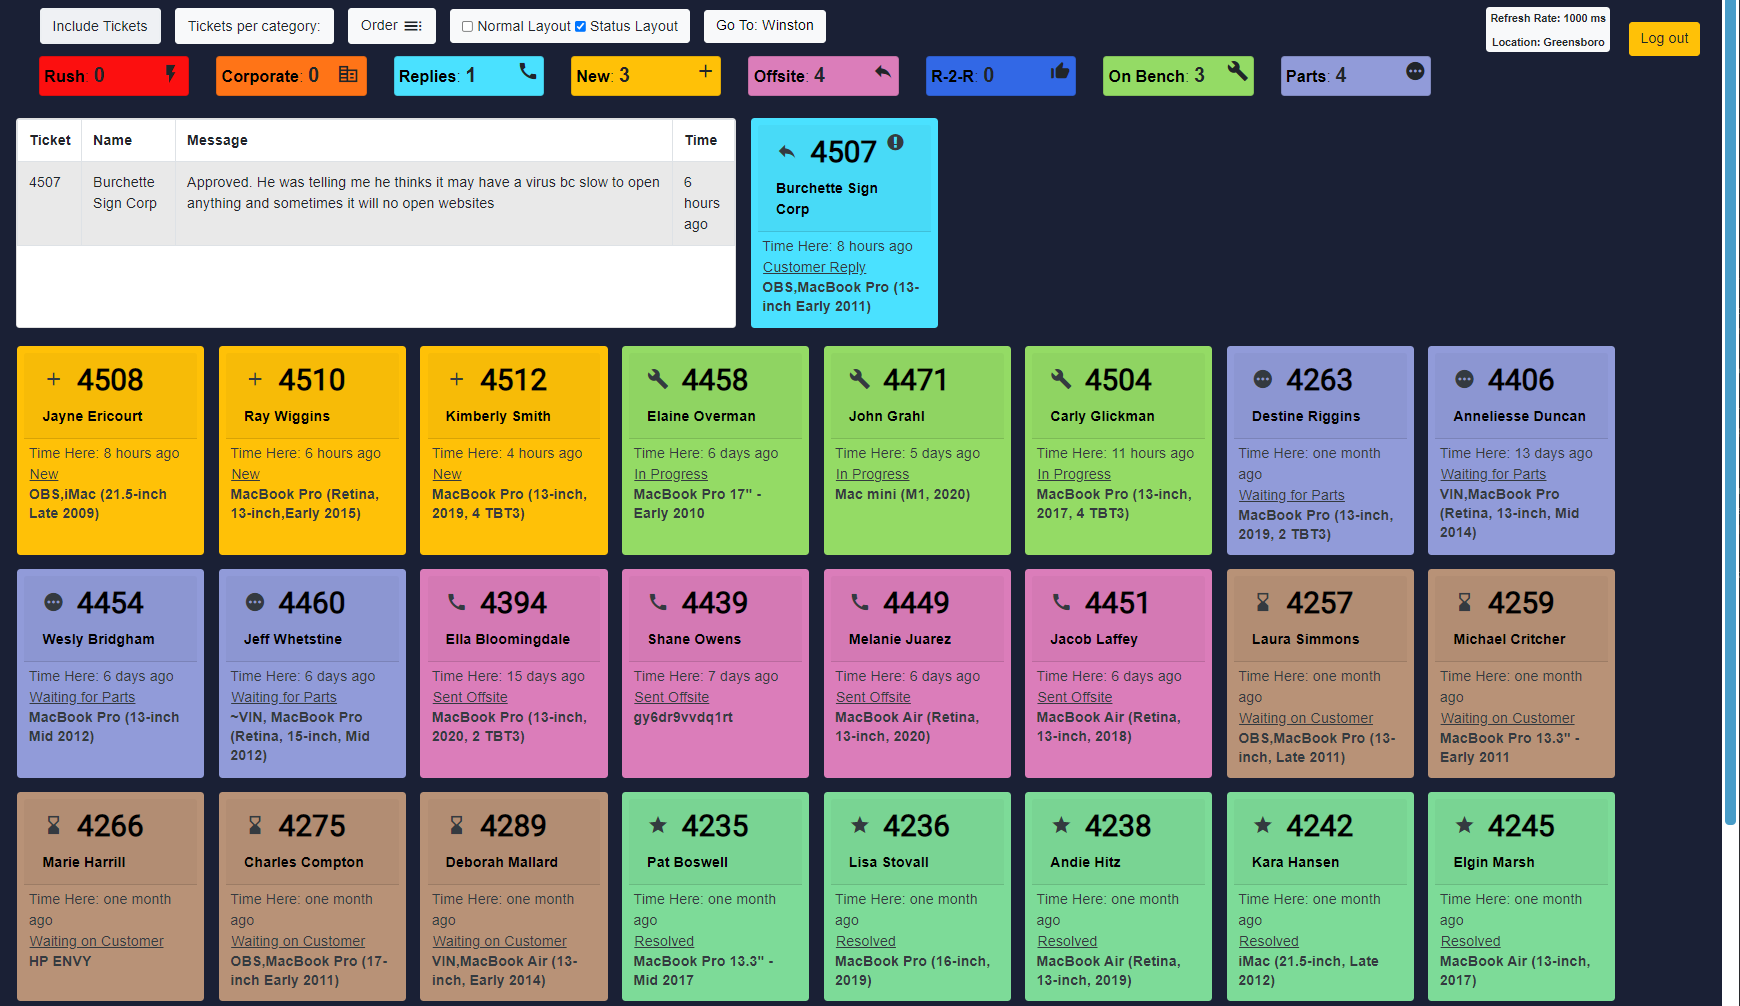 Include Tickets
Tickets per category:
Order
Normal Layout Status Layout
Go To: Winston
Refresh Rate: 1000 ms
Location: Greensboro
Log out
Rush: 0
Corporate: 0
Replies: 1
New: 3
Offsite: 4
R-2-R: 0
On Bench: 3
Parts: 4
Ticket Name Message Time
4507
Burchette
Sign Corp
Approved. He was telling me he thinks it may have a virus bc slow to open
anything and sometimes it will no open websites
6
hours
ago
4507
Burchette Sign
Corp
Time Here: 8 hours ago
Customer Reply
OBS,MacBook Pro (13-
inch Early 2011)
4508
Jayne Ericourt
Time Here: 8 hours ago
New
OBS,iMac (21.5-inch
Late 2009)
4510
Ray Wiggins
Time Here: 6 hours ago
New
MacBook Pro (Retina,
13-inch,Early 2015)
4512
Kimberly Smith
Time Here: 4 hours ago
New
MacBook Pro (13-inch,
2019, 4 TBT3)
4458
Elaine Overman
Time Here: 6 days ago
In Progress
MacBook Pro 17" -
Early 2010
4471
John Grahl
Time Here: 5 days ago
In Progress
Mac mini (M1, 2020)
4504
Carly Glickman
Time Here: 11 hours ago
In Progress
MacBook Pro (13-inch,
2017, 4 TBT3)
4263
Destine Riggins
Time Here: one month
ago
Waiting for Parts
MacBook Pro (13-inch,
2019, 2 TBT3)
4406
Anneliesse Duncan
Time Here: 13 days ago
Waiting for Parts
VIN,MacBook Pro
(Retina, 13-inch, Mid
2014)
4454
Wesly Bridgham
Time Here: 6 days ago
Waiting for Parts
MacBook Pro (13-inch
Mid 2012)
4460
Jeff Whetstine
Time Here: 6 days ago
Waiting for Parts
~VIN, MacBook Pro
(Retina, 15-inch, Mid
2012)
4394
Ella Bloomingdale
Time Here: 15 days ago
Sent Offsite
MacBook Pro (13-inch,
2020, 2 TBT3)
4439
Shane Owens
Time Here: 7 days ago
Sent Offsite
gy6dr9vvdq1rt
4449
Melanie Juarez
Time Here: 6 days ago
Sent Offsite
MacBook Air (Retina,
13-inch, 2020)
4451
Jacob Laffey
Time Here: 6 days ago
Sent Offsite
MacBook Air (Retina,
13-inch, 2018)
4257
Laura Simmons
Time Here: one month
ago
Waiting on Customer
OBS,MacBook Pro (13-
inch, Late 2011)
4259
Michael Critcher
Time Here: one month
ago
Waiting on Customer
MacBook Pro 13.3" -
Early 2011
4266
Marie Harrill
Time Here: one month
ago
Waiting on Customer
HP ENVY
4275
Charles Compton
Time Here: one month
ago
Waiting on Customer
OBS,MacBook Pro (17-
inch Early 2011)
4289
Deborah Mallard
Time Here: one month
ago
Waiting on Customer
VIN,MacBook Air (13-
inch, Early 2014)
4235
Pat Boswell
Time Here: one month
ago
Resolved
MacBook Pro 13.3" -
Mid 2017
4236
Lisa Stovall
Time Here: one month
ago
Resolved
MacBook Pro (16-inch,
2019)
4238
Andie Hitz
Time Here: one month
ago
Resolved
MacBook Air (Retina,
13-inch, 2019)
4242
Kara Hansen
Time Here: one month
ago
Resolved
iMac (21.5-inch, Late
2012)
4245
Elgin Marsh
Time Here: one month
ago
Resolved
MacBook Air (13-inch,
2017)